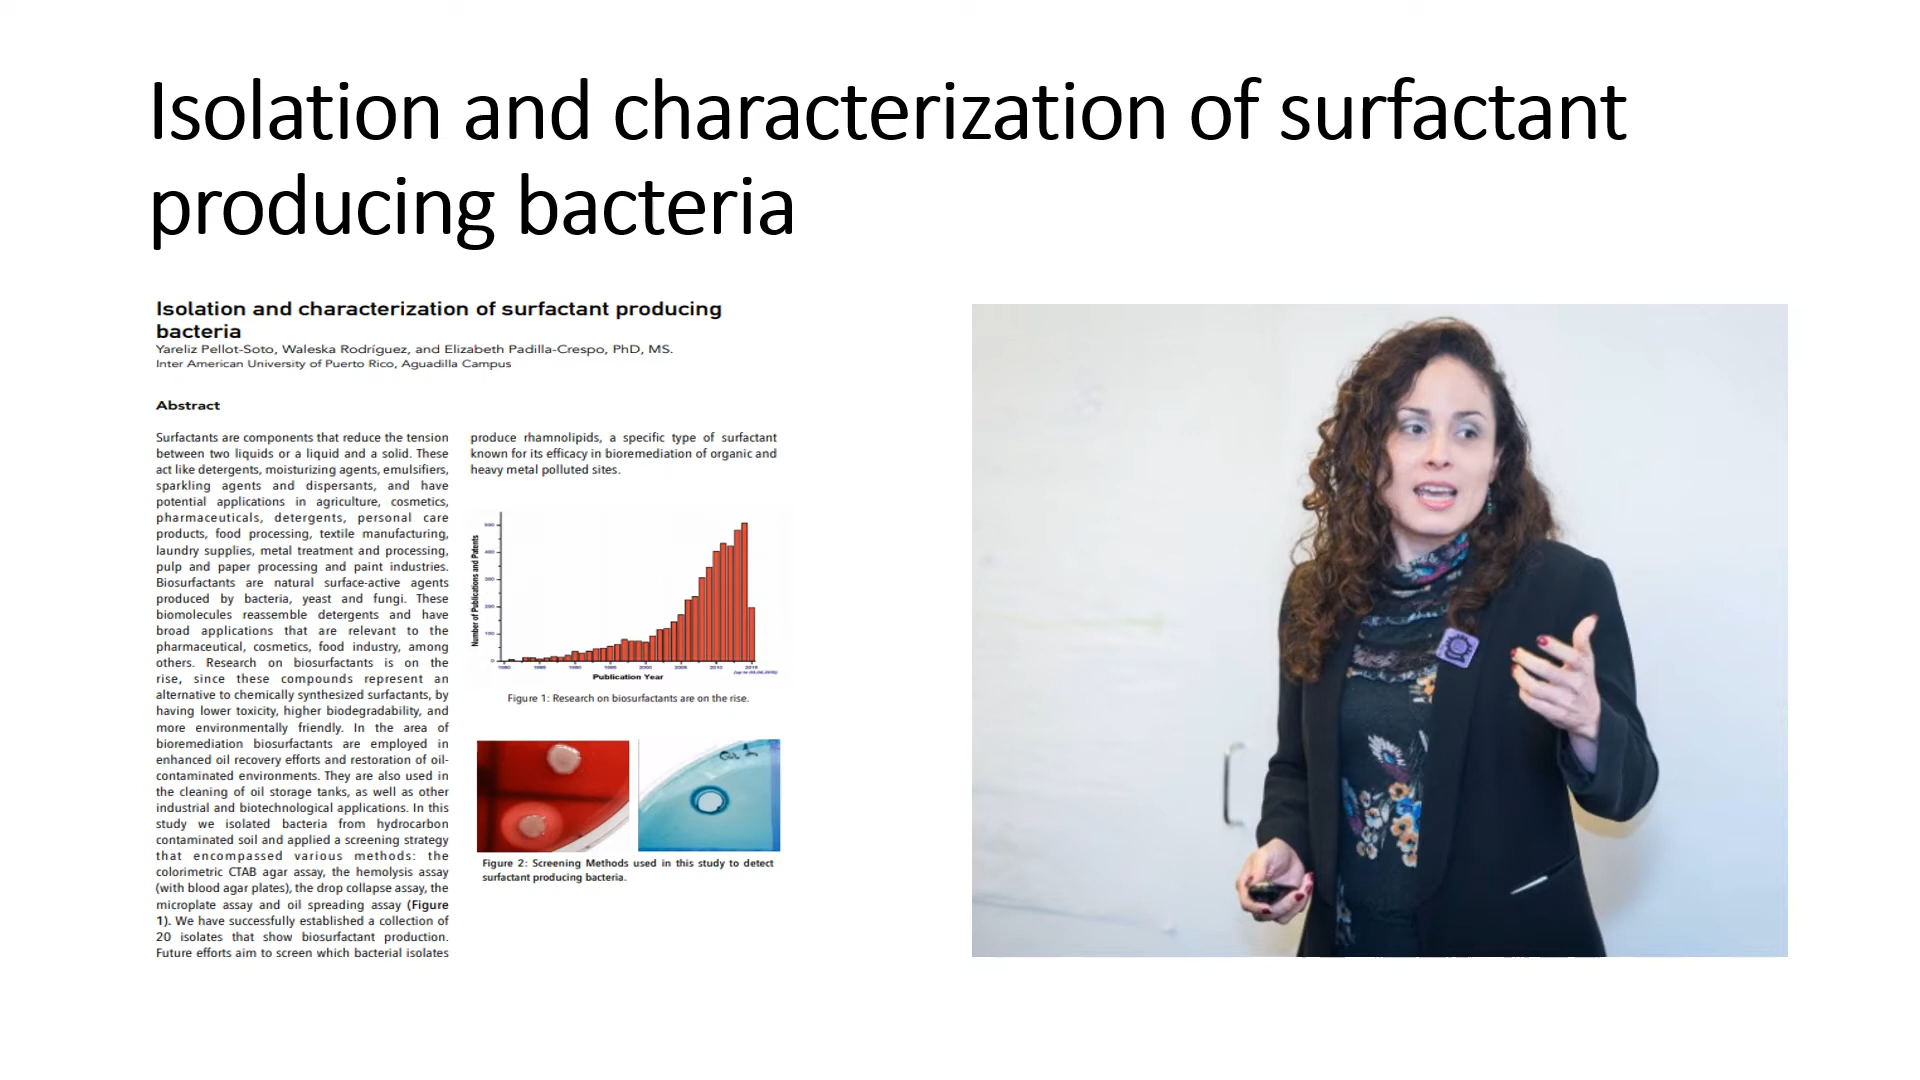 Isolation and characterization of surfactant
producing bacteria
Isolation and characterization of surfactant producing
bacteria
Yareliz Pellot-Soto, Waleska Rodríguez, and Elizabeth Padilla-Crespo, PhD, MS.
Inter American University of Puerto Rico, Aguadilla Campus
Abstract
Surfactants are components that reduce the tension
between two liquids or a liquid and a solid. These
act like detergents, moisturizing agents, emulsifiers,
sparkling agents and dispersants, and have
potential applications in agriculture, cosmetics,
pharmaceuticals, detergents, personal care
products, food processing, textile manufacturing,
laundry supplies, metal treatment and processing,
pulp and paper processing and paint industries.
Biosurfactants are natural surface-active agents
produced by bacteria, yeast and fungi. These
biomolecules reassemble detergents and have
broad applications that are relevant to the
pharmaceutical, cosmetics, food industry, among
others. Research on biosurfactants is on the
rise, since these compounds represent an
alternative to chemically synthesized surfactants, by
having lower toxicity, higher biodegradability, and
more environmentally friendly. In the area of
bioremediation biosurfactants are employed in
enhanced oil recovery efforts and restoration of oil-
contaminated environments. They are also used in
the cleaning of oil storage tanks, as well as other
industrial and biotechnological applications. In this
study we isolated bacteria from hydrocarbon
contaminated soil and applied a screening strategy
that encompassed various methods: the
colorimetric CTAB agar assay, the hemolysis assay
(with blood agar plates), the drop collapse assay, the
microplate assay and oil spreading assay (Figure
1). We have successfully established a collection of
20 isolates that show biosurfactant production.
Future efforts aim to screen which bacterial isolates
produce rhamnolipids, a specific type of surfactant
known for its efficacy in bioremediation of organic and
heavy metal polluted sites.
Number of Publications and Patents
500
400
300
200
100
0
1980 1985 1990 1995 2000 2005 2010 2015
Publication Year
Figure 1: Research on biosurfactants are on the rise.
Figure 2: Screening Methods used in this study to detect
surfactant producing bacteria.